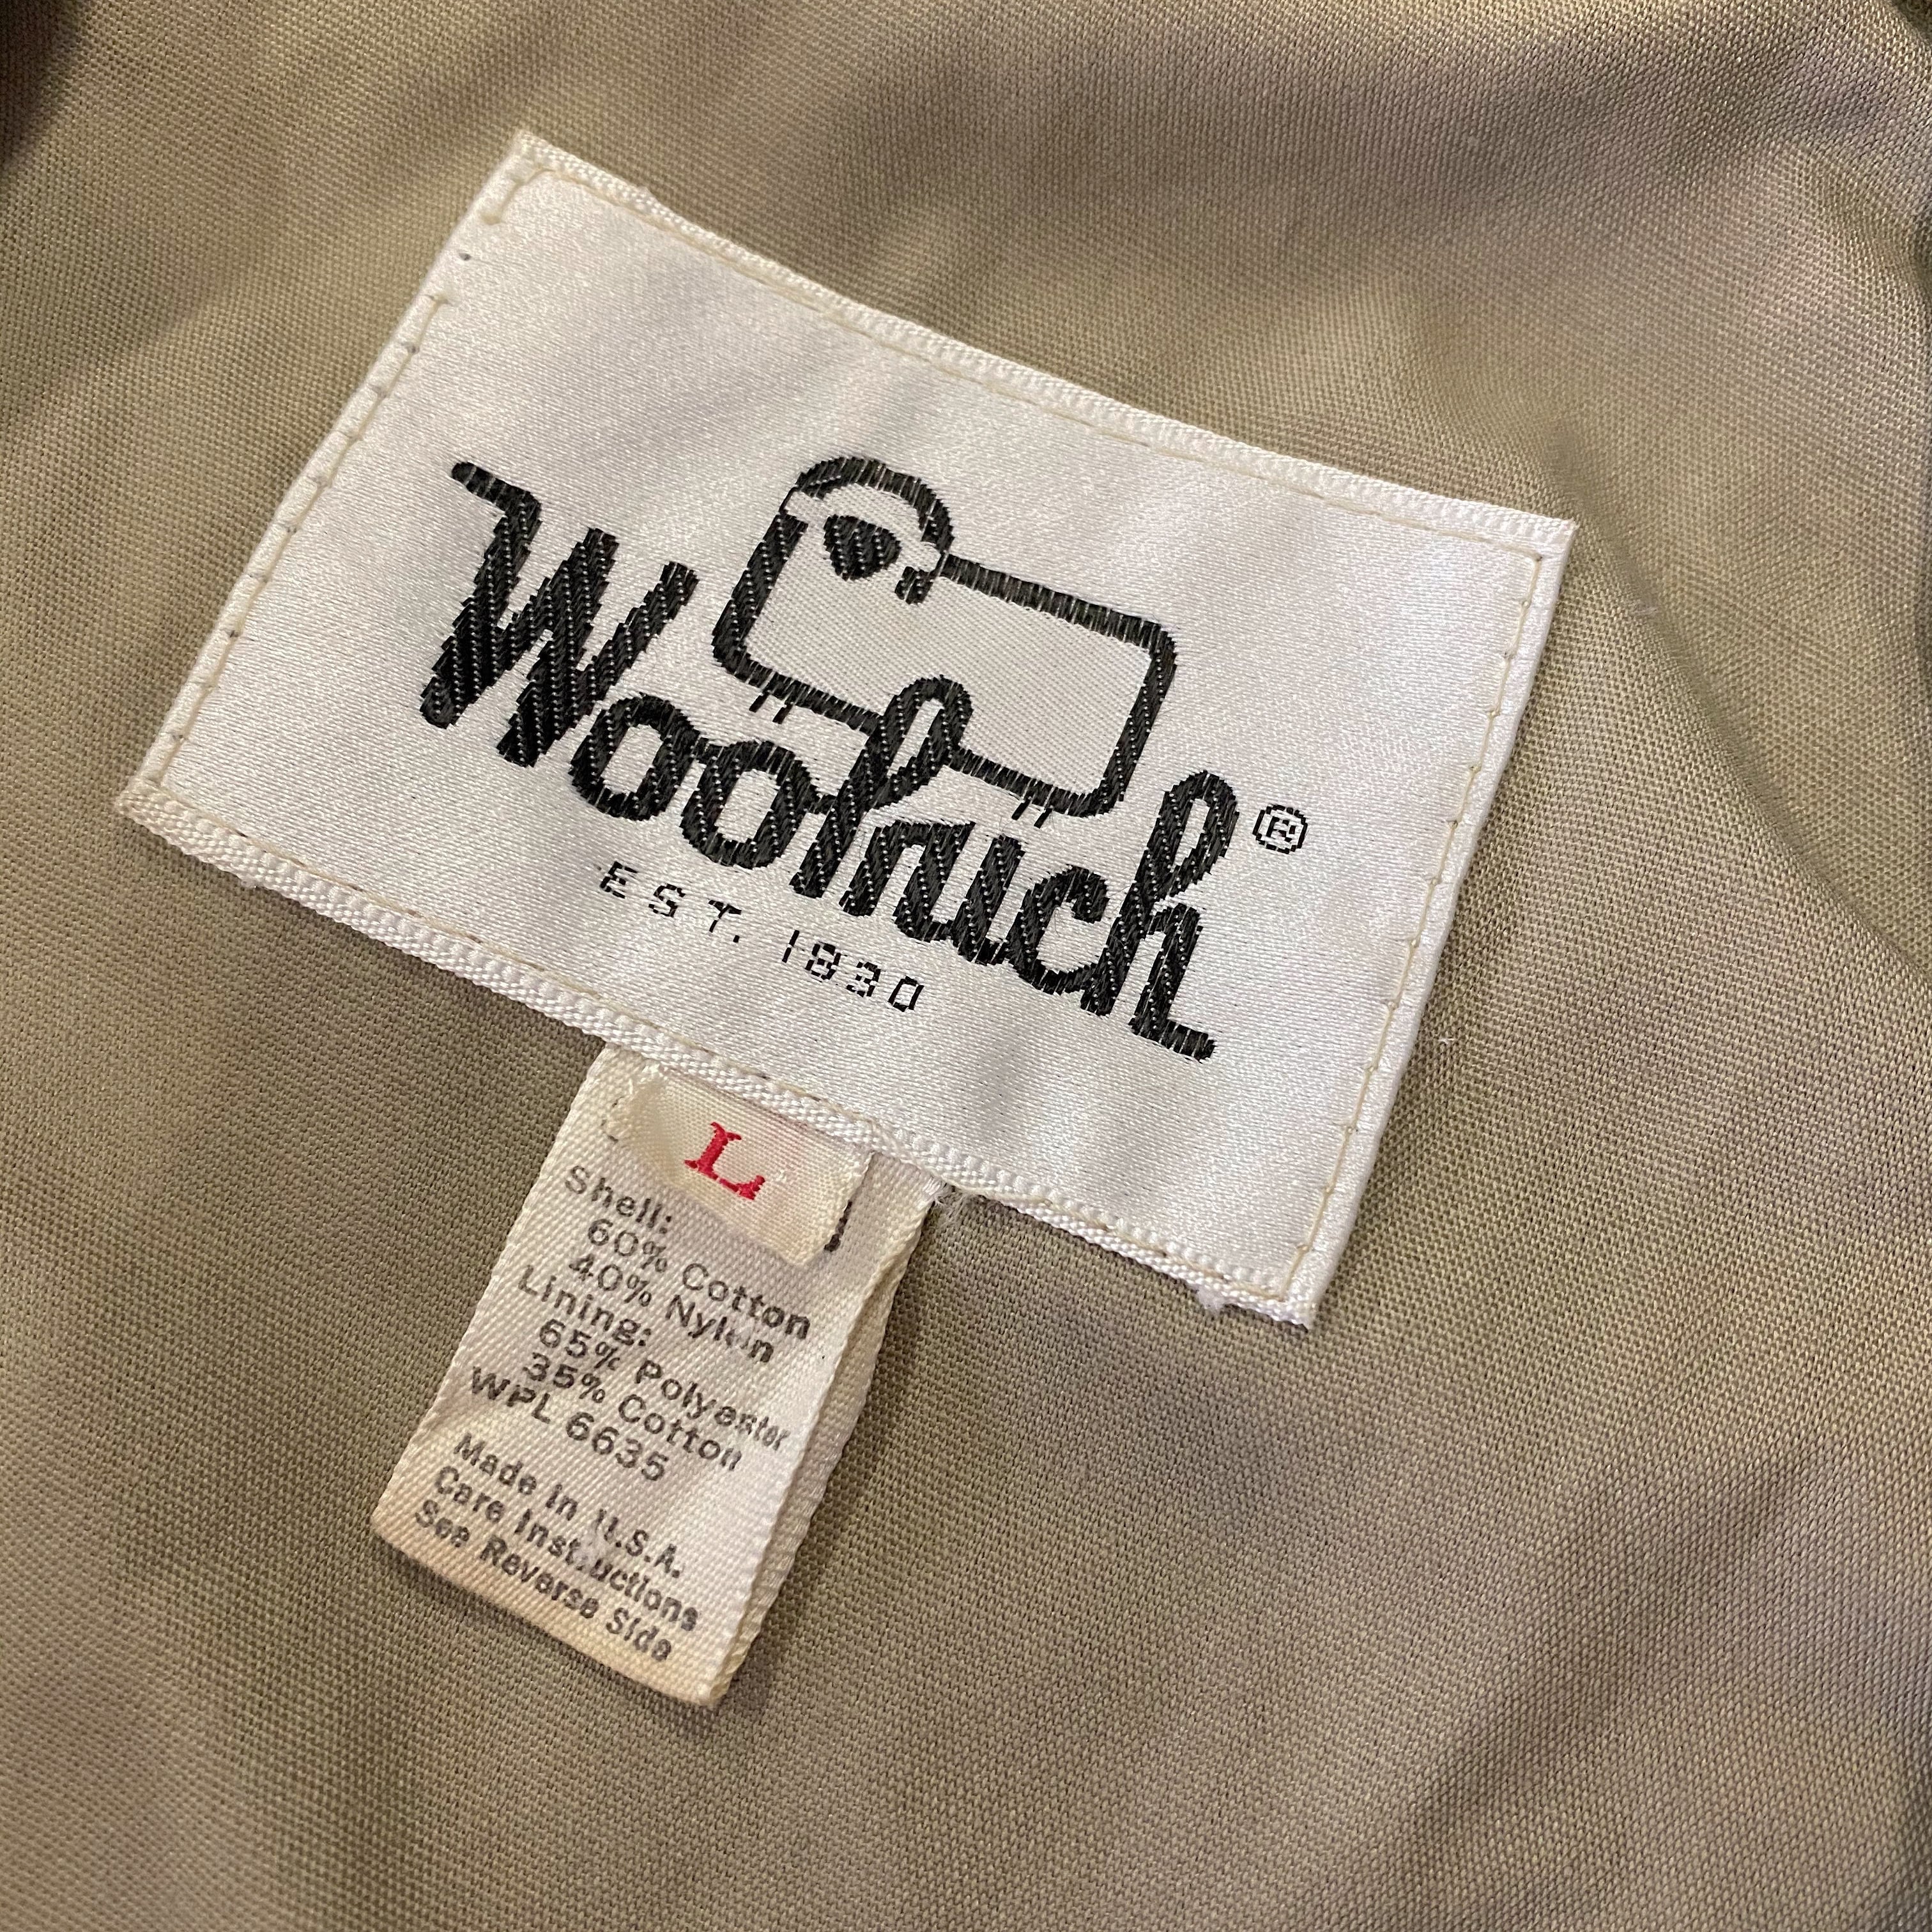 Woolrich®
EST. 1830
L
Shell:
60% Cotton
40% Nylon
Lining:
65% Polyester
35% Cotton
WPL 6635
Made in U.S.A.
Care Instructions
See Reverse Side